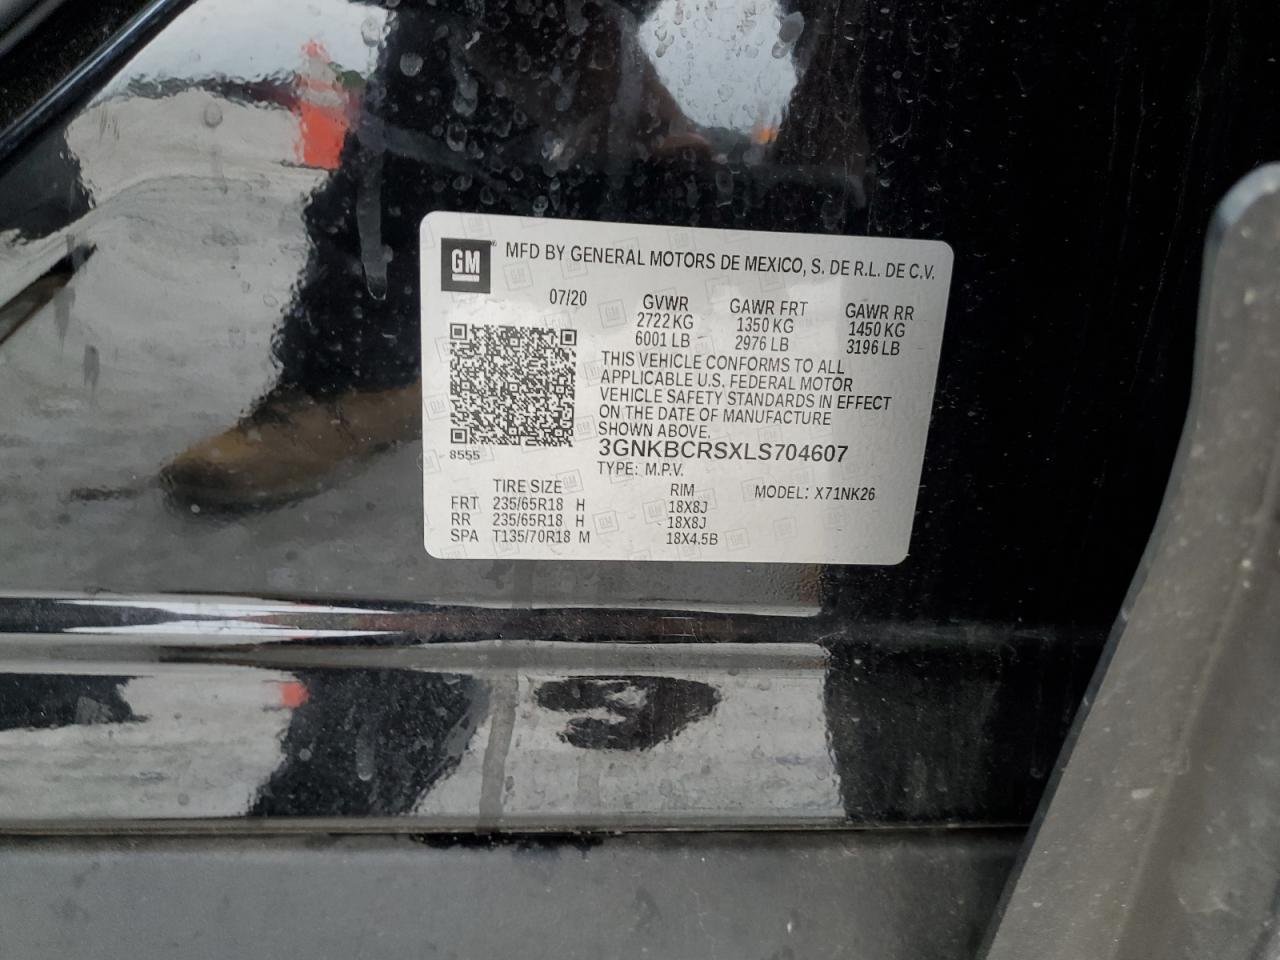 GM
MFD BY GENERAL MOTORS DE MEXICO, S. DE R.L. DE C.V.
07/20 GVWR GAWR FRT GAWR RR
2722 KG 1350 KG 1450 KG
6001 LB 2976 LB 3196 LB
THIS VEHICLE CONFORMS TO ALL
APPLICABLE U.S. FEDERAL MOTOR
VEHICLE SAFETY STANDARDS IN EFFECT
ON THE DATE OF MANUFACTURE
SHOWN ABOVE.
8555
3GNKBCRSXLS704607
TYPE: M.P.V.
TIRE SIZE RIM MODEL: X71NK26
FRT 235/65R18 H 18X8J
RR 235/65R18 H 18X8J
SPA T135/70R18 M 18X4.5B